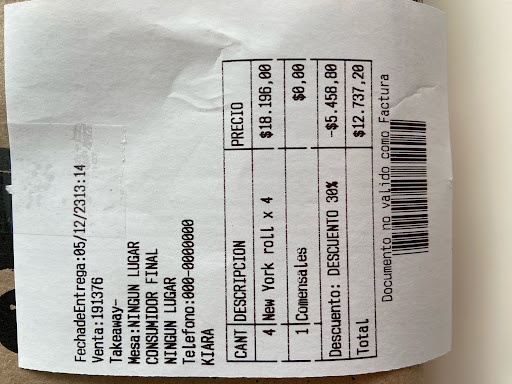 FechadeEntrega:05/12/2313:14
Venta:191376
Takeaway-
Mesa:NINGUN LUGAR
CONSUMIDOR FINAL
NINGUN LUGAR
Telefono:000-0000000
KIARA
CANT DESCRIPCION PRECIO
4 New York roll x 4 $18.196,00
1 Comensales $0,00
Descuento: DESCUENTO 30% -$5.458,80
Total $12.737,20
Documento no valido como Factura